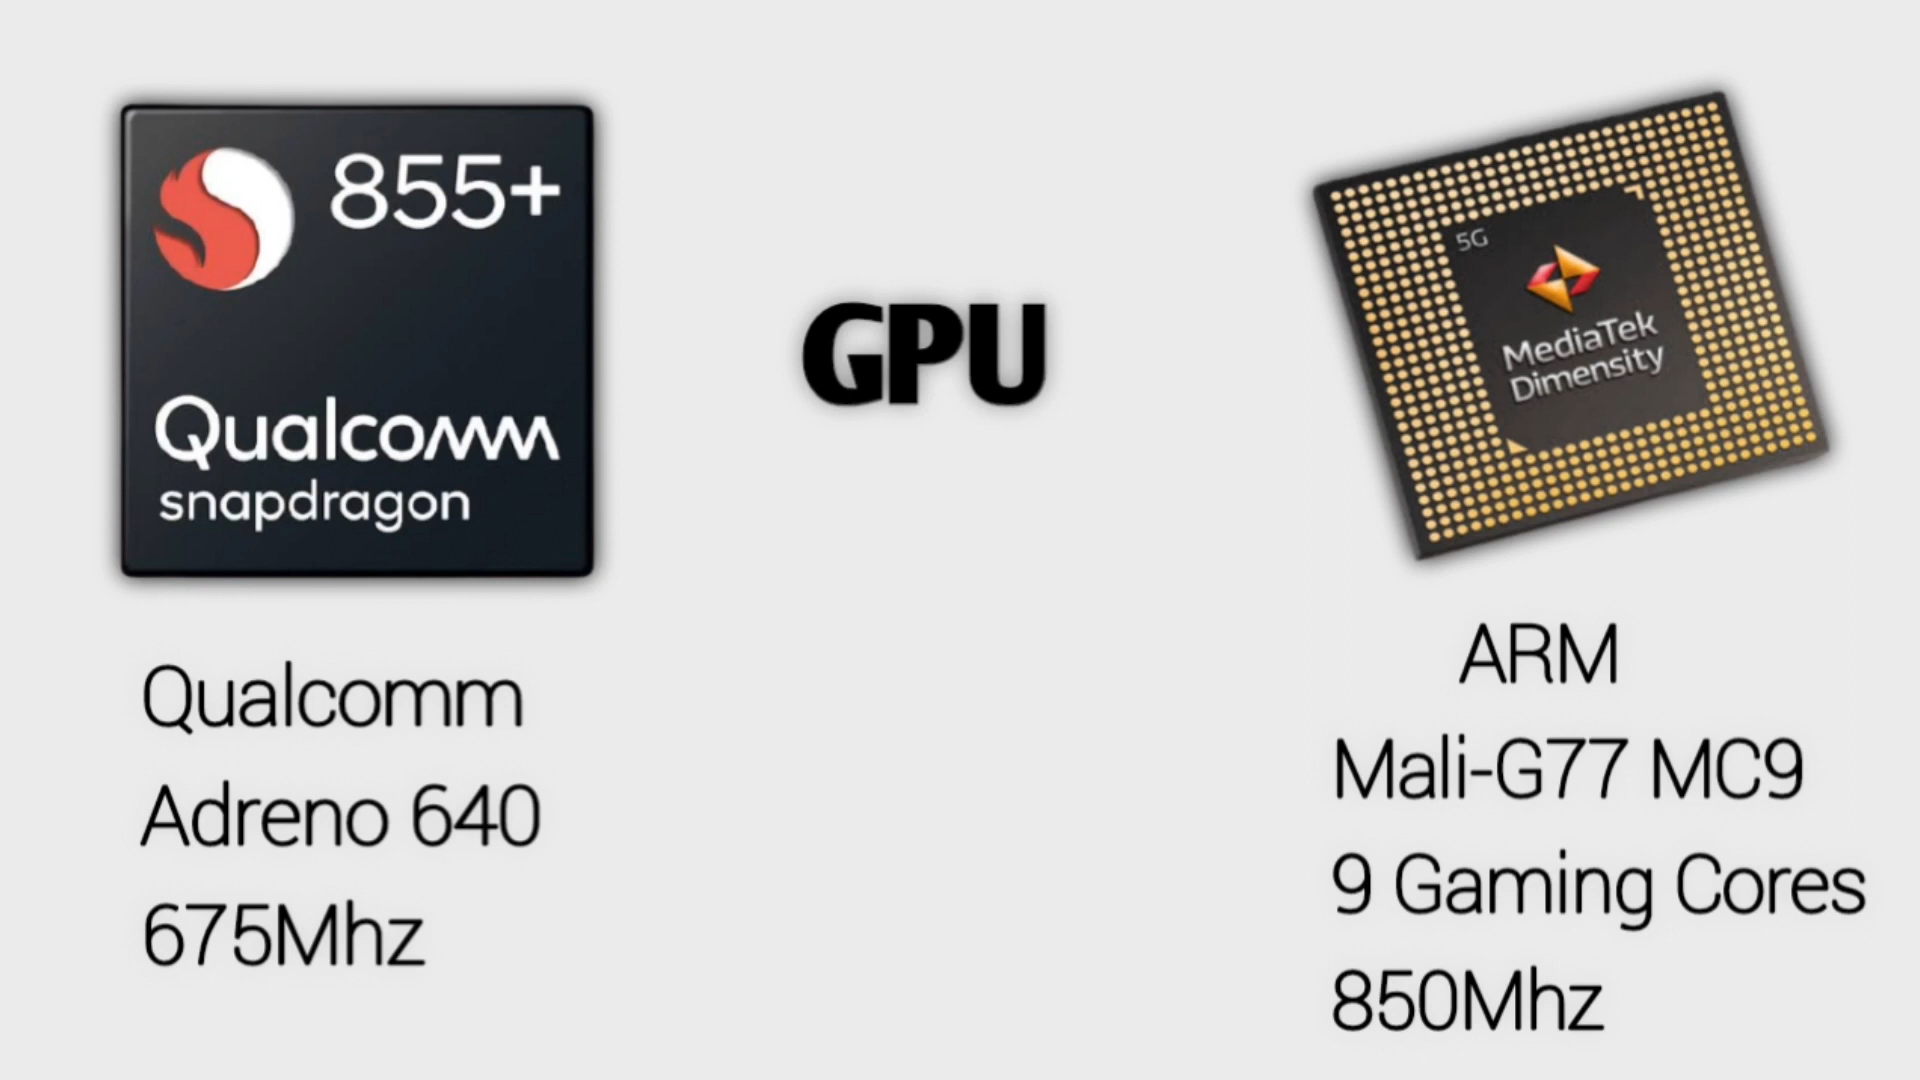 855+
Qualcomm
snapdragon
GPU
5G
MediaTek
Dimensity
Qualcomm
Adreno 640
675Mhz
ARM
Mali-G77 MC9
9 Gaming Cores
850Mhz